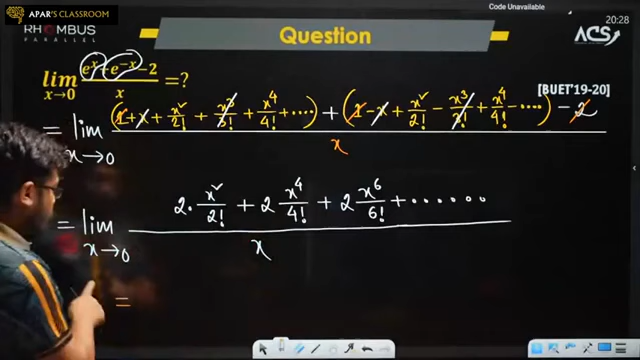 APAR'S CLASSROOM
Code Unavailable
20:28
RHOMBUS
PARALLEL
Question
ACS
lim x→0 (eˣ + e⁻ˣ - 2)/x = ?
[BUET'19-20]
= lim x→0 ((1 + x + x²/2! + x³/3! + x⁴/4! + ....) + (1 - x + x²/2! - x³/3! + x⁴/4! - ....) - 2)/x
= lim x→0 (2·x²/2! + 2 x⁴/4! + 2 x⁶/6! + ......)/x
=